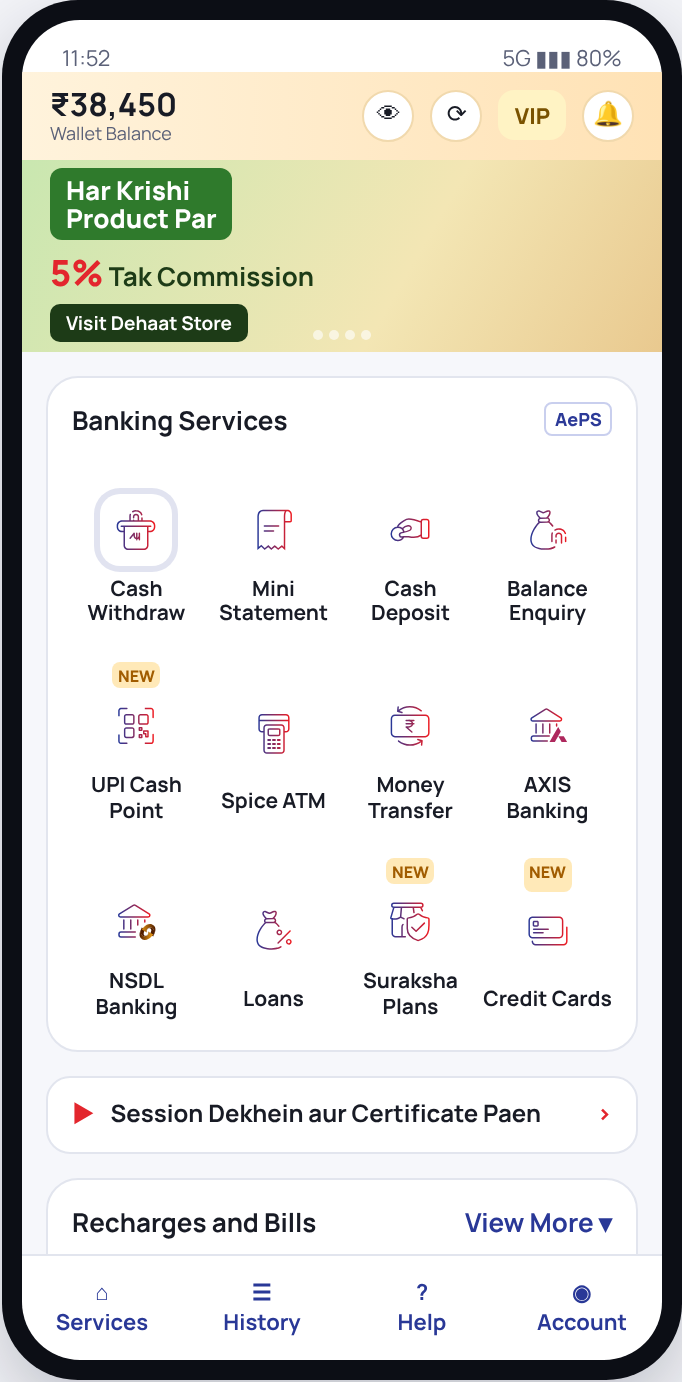 11:52
5G 80%
₹38,450
Wallet Balance
VIP
Har Krishi
Product Par
5% Tak Commission
Visit Dehaat Store
Banking Services
AePS
Cash
Withdraw
Mini
Statement
Cash
Deposit
Balance
Enquiry
NEW
UPI Cash
Point
Spice ATM
Money
Transfer
AXIS
Banking
NSDL
Banking
Loans
NEW
Suraksha
Plans
NEW
Credit Cards
Session Dekhein aur Certificate Paen
Recharges and Bills
View More ▾
Services
History
? 
Help
Account